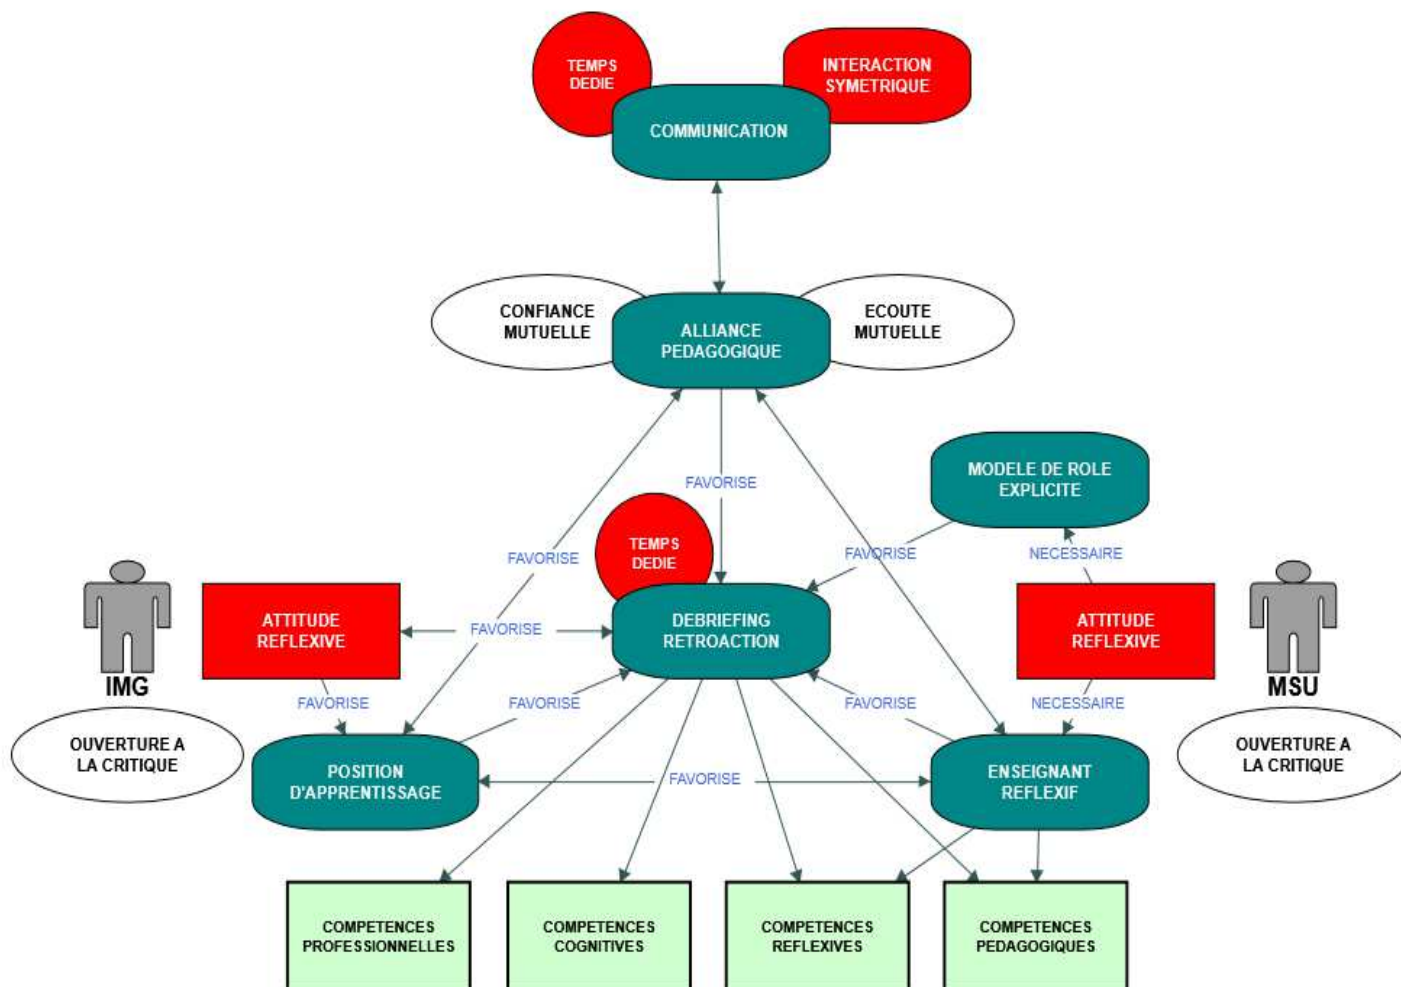 TEMPS
DEDIE
INTERACTION
SYMETRIQUE
COMMUNICATION
CONFIANCE
MUTUELLE
ALLIANCE
PEDAGOGIQUE
ECOUTE
MUTUELLE
MODELE DE ROLE
EXPLICITE
FAVORISE
TEMPS
DEDIE
FAVORISE
FAVORISE
NECESSAIRE
ATTITUDE
REFLEXIVE
FAVORISE
DEBRIEFING
RETROACTION
ATTITUDE
REFLEXIVE
IMG
MSU
FAVORISE
FAVORISE
FAVORISE
NECESSAIRE
OUVERTURE A
LA CRITIQUE
POSITION
D'APPRENTISSAGE
FAVORISE
ENSEIGNANT
REFLEXIF
OUVERTURE A
LA CRITIQUE
COMPETENCES
PROFESSIONNELLES
COMPETENCES
COGNITIVES
COMPETENCES
REFLEXIVES
COMPETENCES
PEDAGOGIQUES